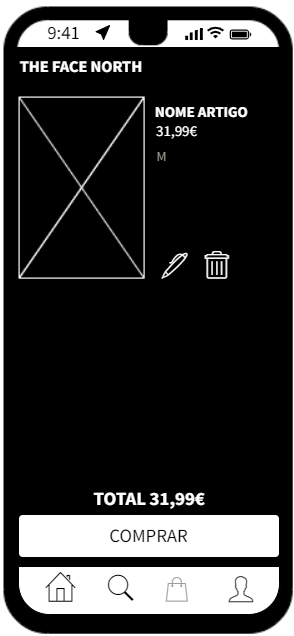 9:41
THE FACE NORTH
NOME ARTIGO
31,99€
M
TOTAL 31,99€
COMPRAR